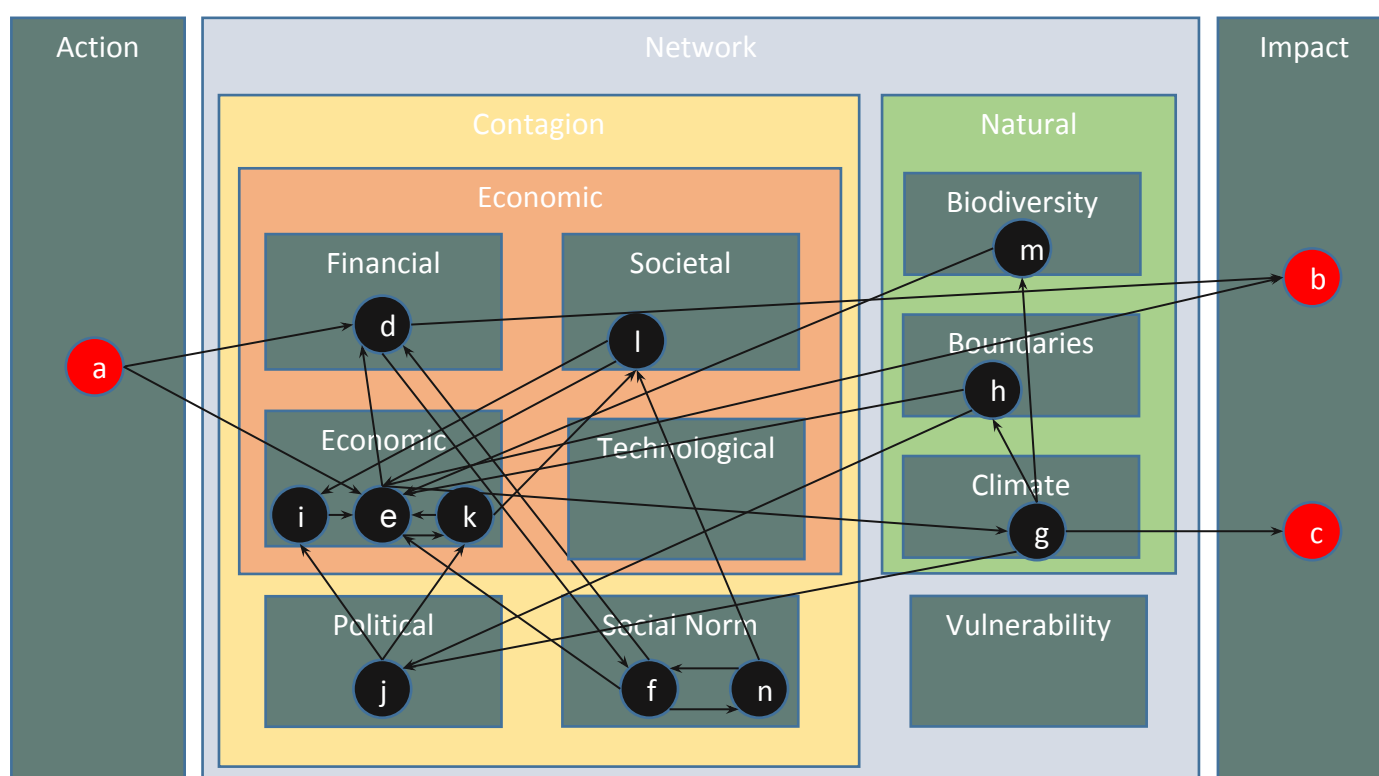 Action
Network
Impact
Contagion
Natural
Economic
Biodiversity
Financial
Societal
m
b
d
l
Boundaries
a
h
Economic
Technological
Climate
i
e
k
g
c
Political
Social Norm
Vulnerability
j
f
n